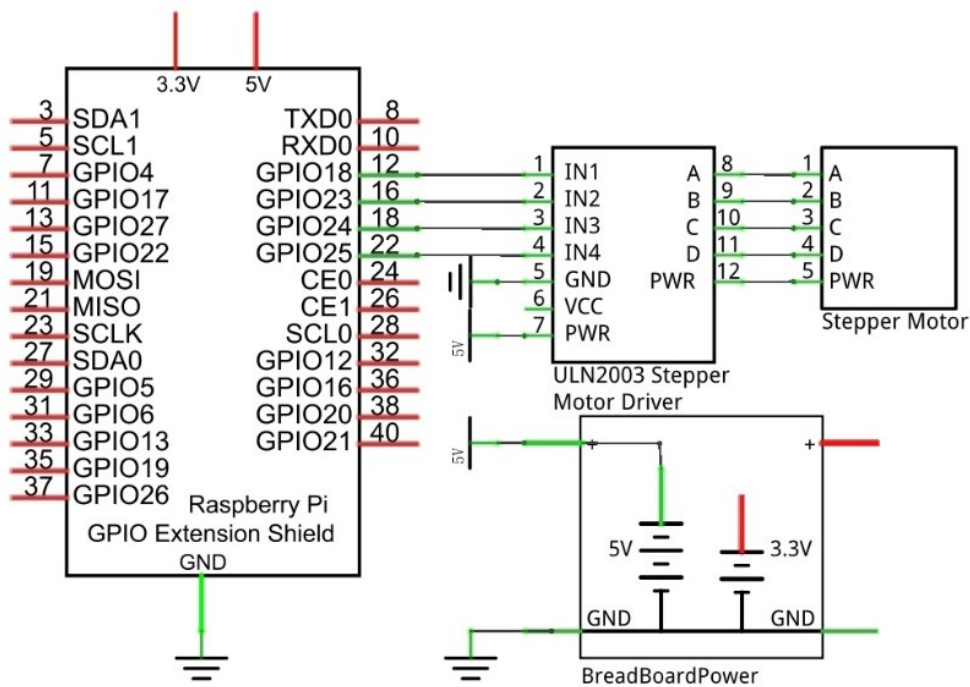 3.3V 5V
3 SDA1 TXD0 8
5 SCL1 RXD0 10
7 GPIO4 GPIO18 12
11 GPIO17 GPIO23 16
13 GPIO27 GPIO24 18
15 GPIO22 GPIO25 22
19 MOSI CE0 24
21 MISO CE1 26
23 SCLK SCL0 28
27 SDA0 GPIO12 32
29 GPIO5 GPIO16 36
31 GPIO6 GPIO20 38
33 GPIO13 GPIO21 40
35 GPIO19
37 GPIO26
Raspberry Pi
GPIO Extension Shield
GND
1 IN1 A 8
2 IN2 B 9
3 IN3 C 10
4 IN4 D 11
5 GND PWR 12
6 VCC
7 PWR
5V
ULN2003 Stepper
Motor Driver
1 A
2 B
3 C
4 D
5 PWR
Stepper Motor
5V
+ +
5V 3.3V
GND GND
BreadBoardPower